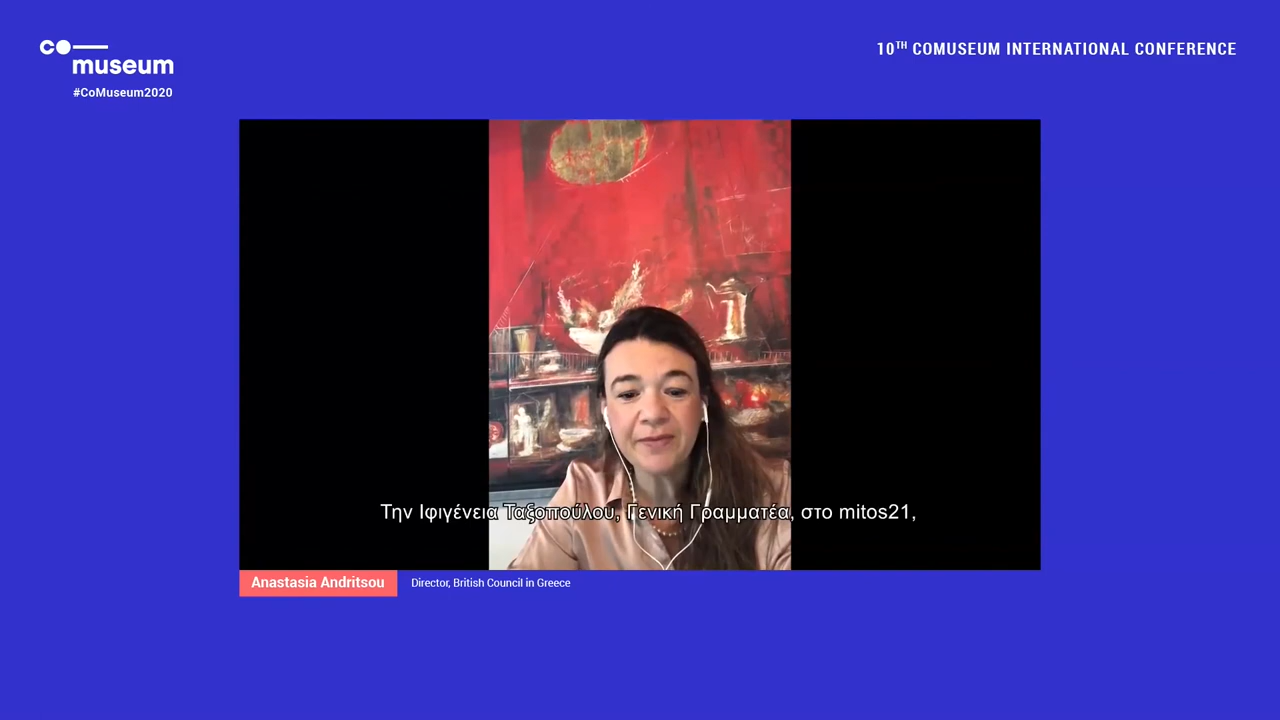 co
museum
#CoMuseum2020
10TH COMUSEUM INTERNATIONAL CONFERENCE
Την Ιφιγένεια Ταξοπούλου, Γενική Γραμματέα, στο mitos21,
Anastasia Andritsou
Director, British Council in Greece